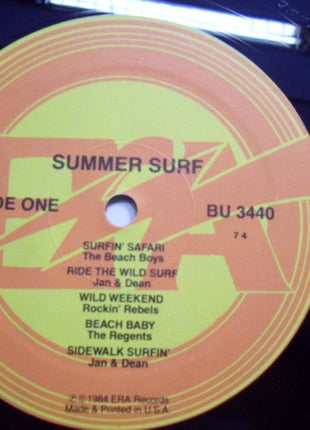 ERA
SUMMER SURF
DE ONE
BU 3440
74
SURFIN' SAFARI
The Beach Boys
RIDE THE WILD SURF
Jan & Dean
WILD WEEKEND
Rockin' Rebels
BEACH BABY
The Regents
SIDEWALK SURFIN'
Jan & Dean
℗ © 1984 ERA Records
Made & Printed in U.S.A.